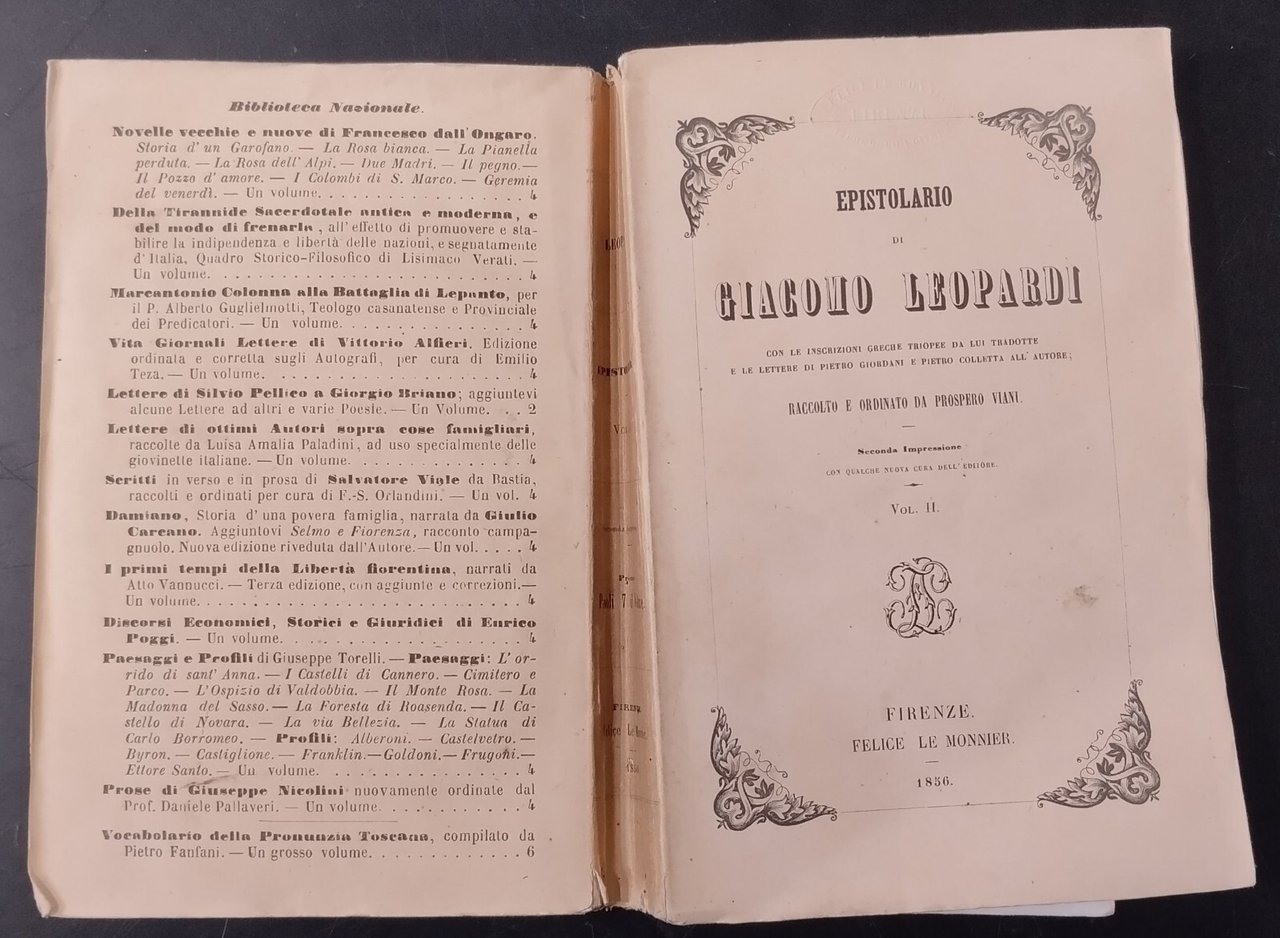 Biblioteca Nazionale.
Novelle vecchie e nuove di Francesco dall'Ongaro.
Storia d'un Garofano. — La Rosa bianca. — La Pianella
perduta. — La Rosa dell'Alpi. — Due Madri. — Il pegno. —
Il Pozzo d'amore. — I Colombi di S. Marco. — Geremia
del venerdì. — Un volume. . . . . . . . . . . . . . . 4
Della Tirannide Sacerdotale antica e moderna, e
del modo di frenarla, all'effetto di promuovere e sta-
bilire la indipendenza e libertà delle nazioni, e segnatamente
d'Italia, Quadro Storico-Filosofico di Lisimaco Verati. —
Un volume. . . . . . . . . . . . . . . . . . . . . . 4
Marcantonio Colonna alla Battaglia di Lepanto, per
il P. Alberto Guglielmotti, Teologo casanatense e Provinciale
dei Predicatori. — Un volume. . . . . . . . . . . . . 4
Vita Giornali Lettere di Vittorio Alfieri. Edizione
ordinata e corretta sugli Autografi, per cura di Emilio
Teza. — Un volume. . . . . . . . . . . . . . . . . . 4
Lettere di Silvio Pellico a Giorgio Briano; aggiuntevi
alcune Lettere ad altri e varie Poesie. — Un Volume. . . 2
Lettere di ottimi Autori sopra cose famigliari,
raccolte da Luisa Amalia Paladini, ad uso specialmente delle
giovinette italiane. — Un volume. . . . . . . . . . . . 4
Scritti in verso e in prosa di Salvatore Viale da Bastia,
raccolti e ordinati per cura di F.-S. Orlandini. — Un vol. 4
Damiano, Storia d'una povera famiglia, narrata da Giulio
Carcano. Aggiuntovi Selmo e Fiorenza, racconto campa-
gnuolo. Nuova edizione riveduta dall'Autore. — Un vol. . . . . 4
I primi tempi della Libertà fiorentina, narrati da
Atto Vannucci. — Terza edizione, con aggiunte e correzioni. —
Un volume. . . . . . . . . . . . . . . . . . . . . . 4
Discorsi Economici, Storici e Giuridici di Enrico
Poggi. — Un volume. . . . . . . . . . . . . . . . . . 4
Paesaggi e Profili di Giuseppe Torelli. — Paesaggi: L'or-
rido di sant'Anna. — I Castelli di Cannero. — Cimitero e
Parco. — L'Ospizio di Valdobbia. — Il Monte Rosa. — La
Madonna del Sasso. — La Foresta di Roasenda. — Il Ca-
stello di Novara. — La via Bellezia. — La Statua di
Carlo Borromeo. — Profili: Alberoni. — Castelvetro. —
Byron. — Castiglione. — Franklin. — Goldoni. — Frugoni. —
Ettore Santo. — Un volume. . . . . . . . . . . . . . . 4
Prose di Giuseppe Nicolini nuovamente ordinate dal
Prof. Daniele Pallaveri. — Un volume. . . . . . . . . . 4
Vocabolario della Pronunzia Toscana, compilato da
Pietro Fanfani. — Un grosso volume. . . . . . . . . . . 6
Paoli 7
1856
EPISTOLARIO
DI
GIACOMO LEOPARDI
CON LE INSCRIZIONI GRECHE TRIOPEE DA LUI TRADOTTE
E LE LETTERE DI PIETRO GIORDANI E PIETRO COLLETTA ALL'AUTORE;
RACCOLTO E ORDINATO DA PROSPERO VIANI.
Seconda Impressione
CON QUALCHE NUOVA CURA DELL'EDITORE.
VOL. II.
FIRENZE.
FELICE LE MONNIER.
1856.